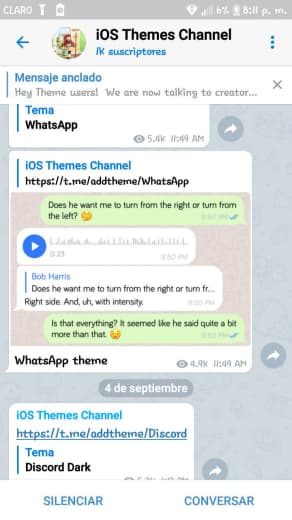 CLARO 6% 8:11 p. m.
iOS Themes Channel
1K suscriptores
Mensaje anclado
Hey Theme users! We are now talking to creator...
Tema
WhatsApp
5,4K 11:49 AM
iOS Themes Channel
https://t.me/addtheme/WhatsApp
Does he want me to turn from the right or turn from
the left? 🤔
8:50 PM
0:23
8:50 PM
Bob Harris
Does he want me to turn from the right or turn fr...
Right side. And, uh, with intensity.
8:50 PM
Is that everything? It seemed like he said quite a bit
more than that. 😯
8:50 PM
WhatsApp theme
4,9K 11:49 AM
4 de septiembre
iOS Themes Channel
https://t.me/addtheme/Discord
Tema
Discord Dark
SILENCIAR CONVERSAR